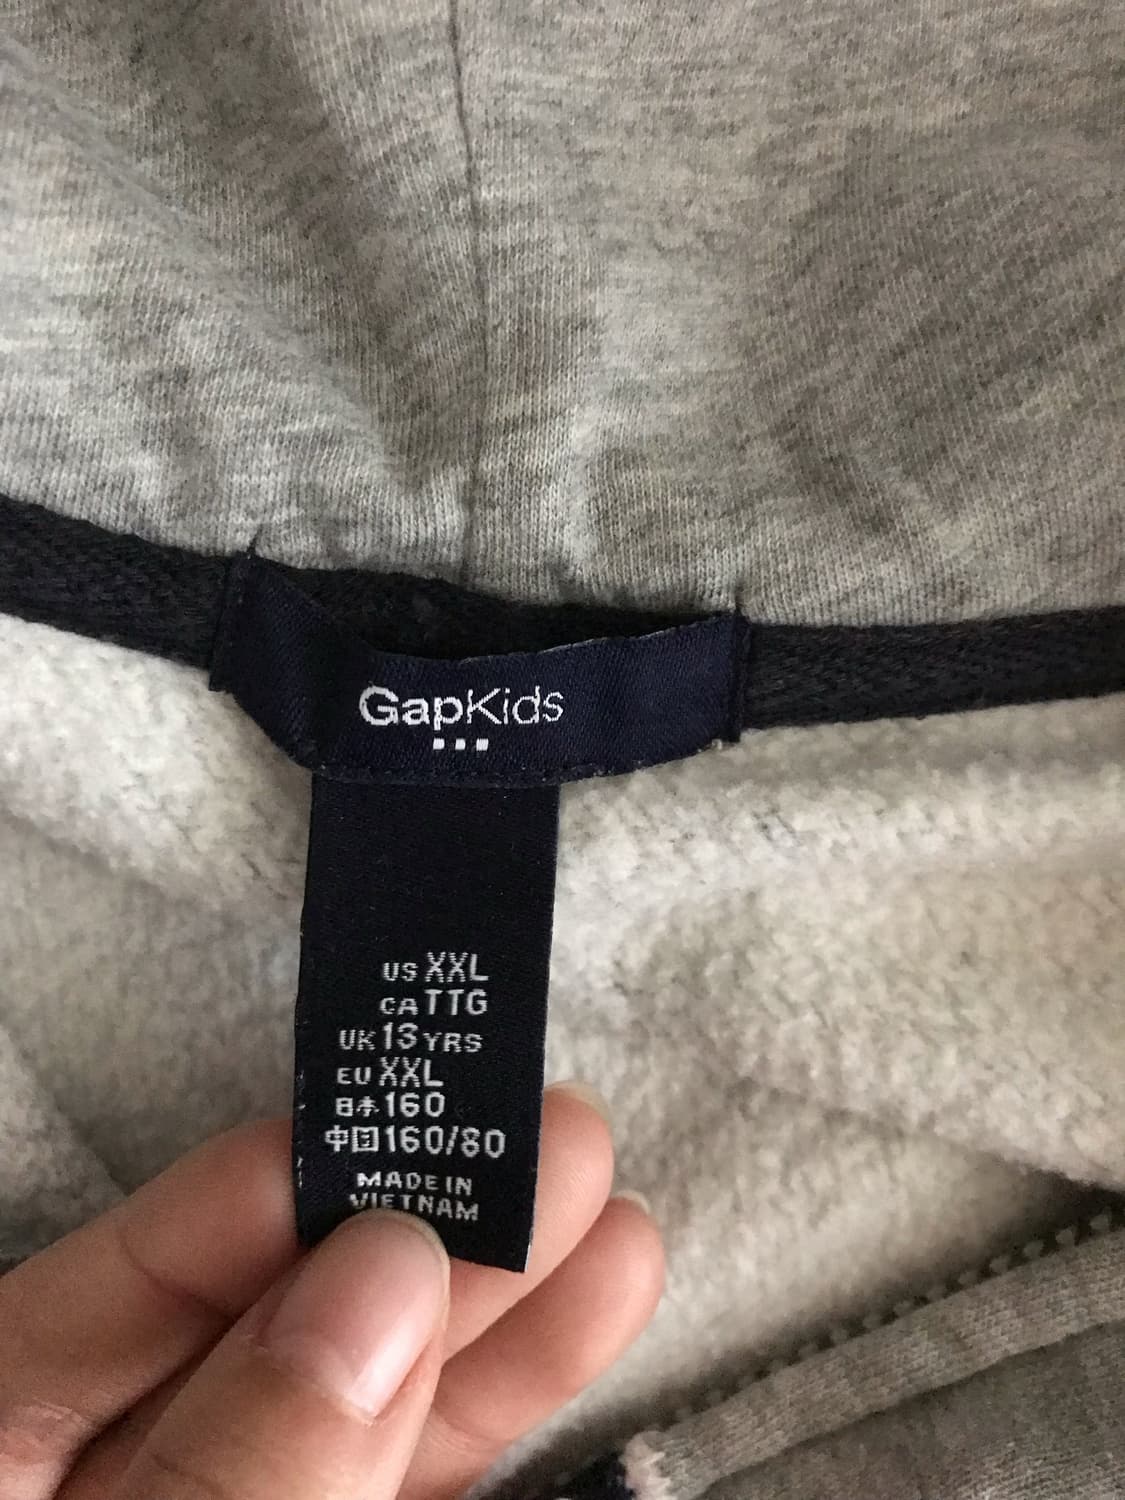 GapKids
US XXL
CA TTG
UK 13 YRS
EU XXL
日本 160
中国 160/80
MADE IN
VIETNAM